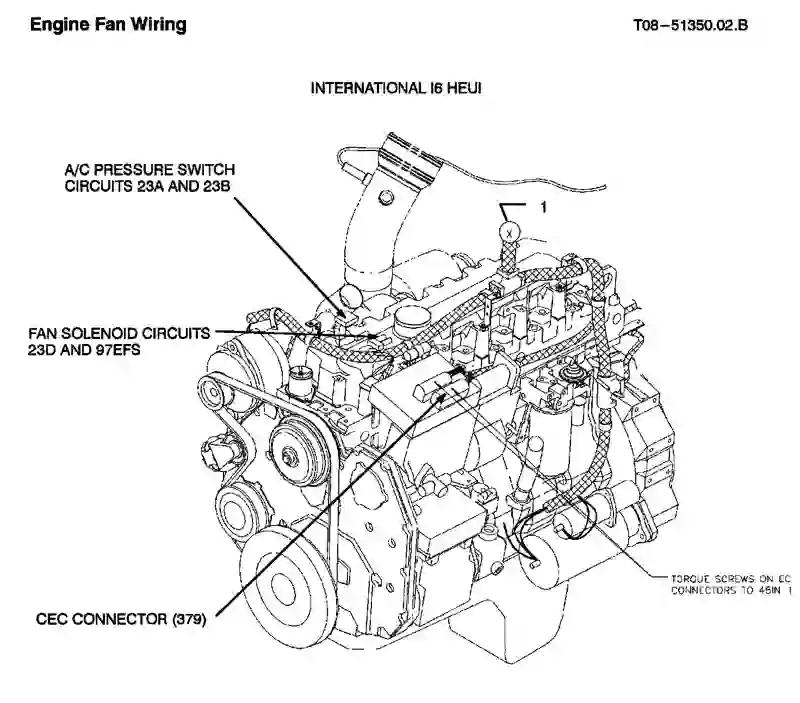 Engine Fan Wiring
T08-51350.02.B
INTERNATIONAL I6 HEUI
A/C PRESSURE SWITCH
CIRCUITS 23A AND 23B
1
X
FAN SOLENOID CIRCUITS
23D AND 97EFS
TORQUE SCREWS ON EC
CONNECTORS TO 45IN 1
CEC CONNECTOR (379)